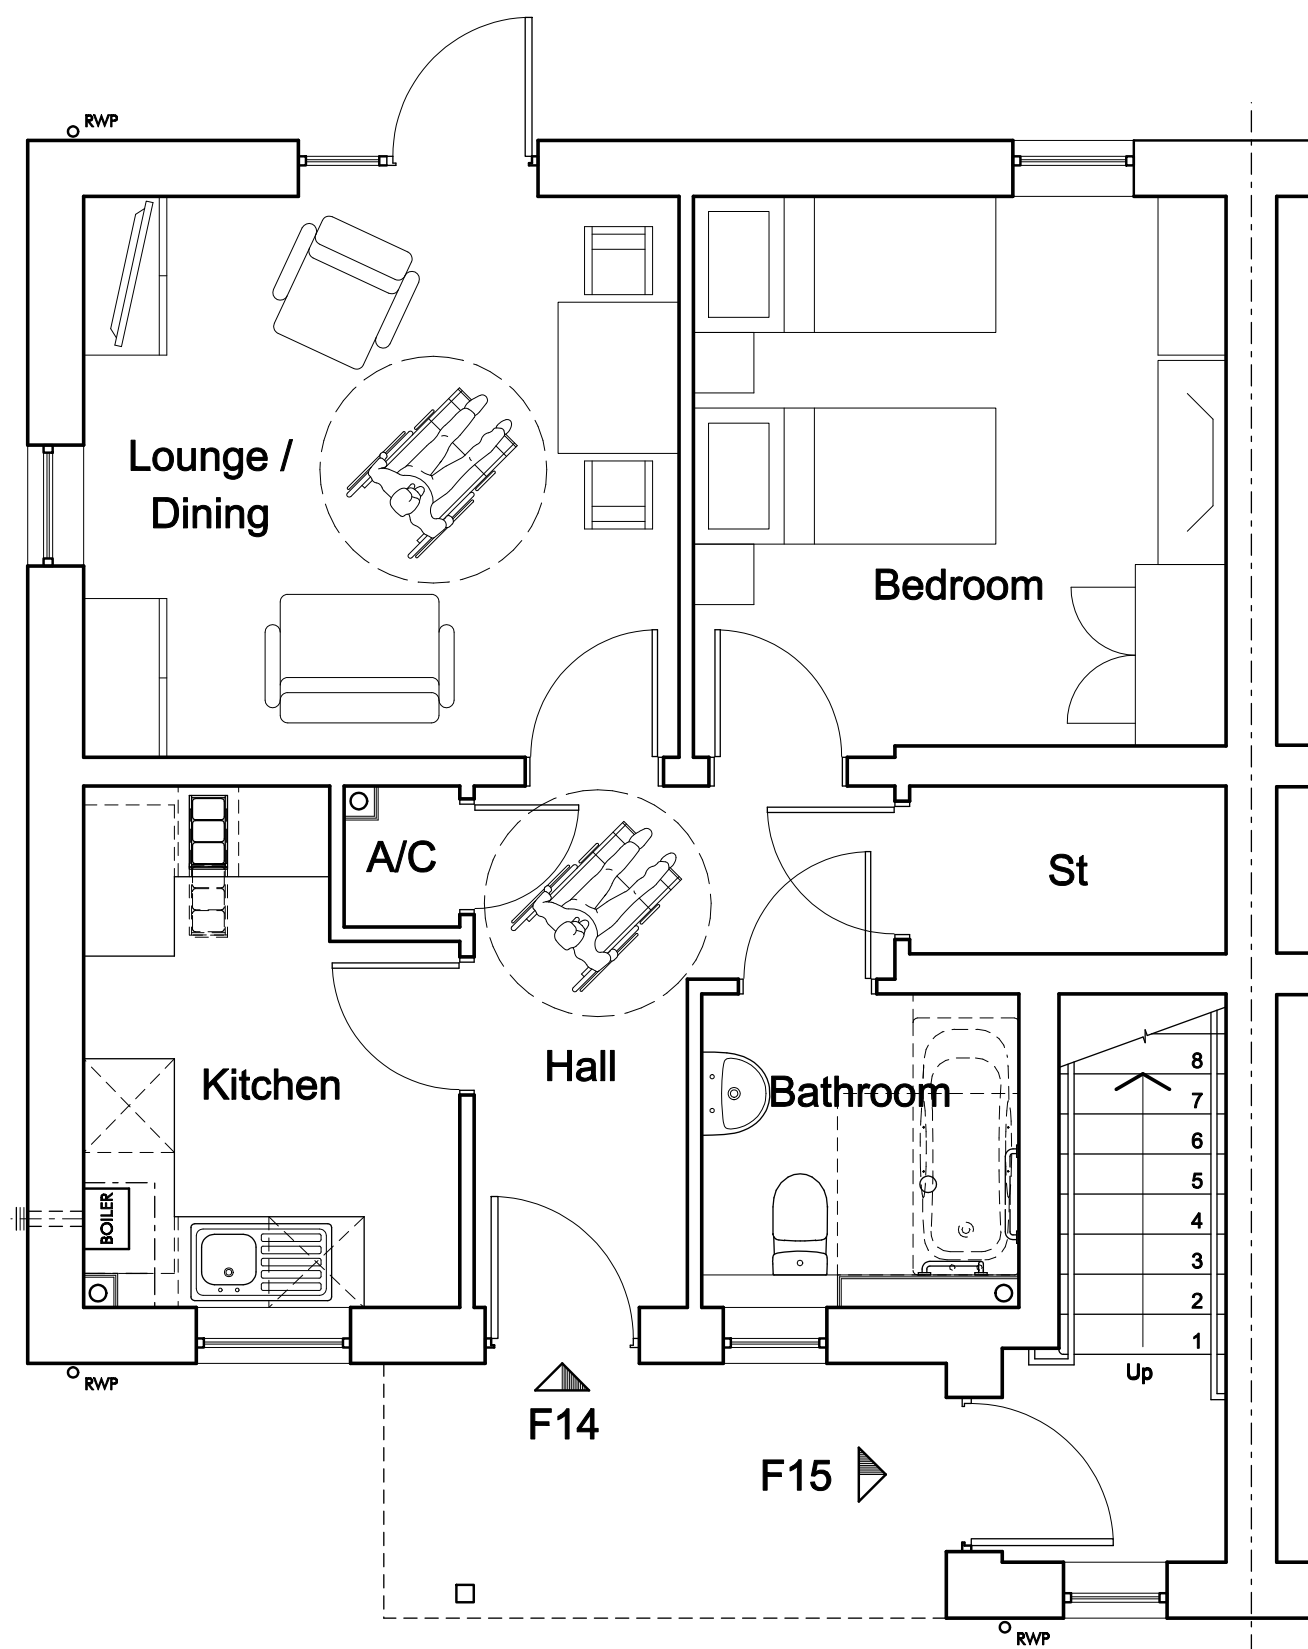 RWP
Lounge /
Dining
Bedroom
A/C
St
Kitchen
Hall
Bathroom
BOILER
8
7
6
5
4
3
2
1
Up
RWP
F14
F15
RWP